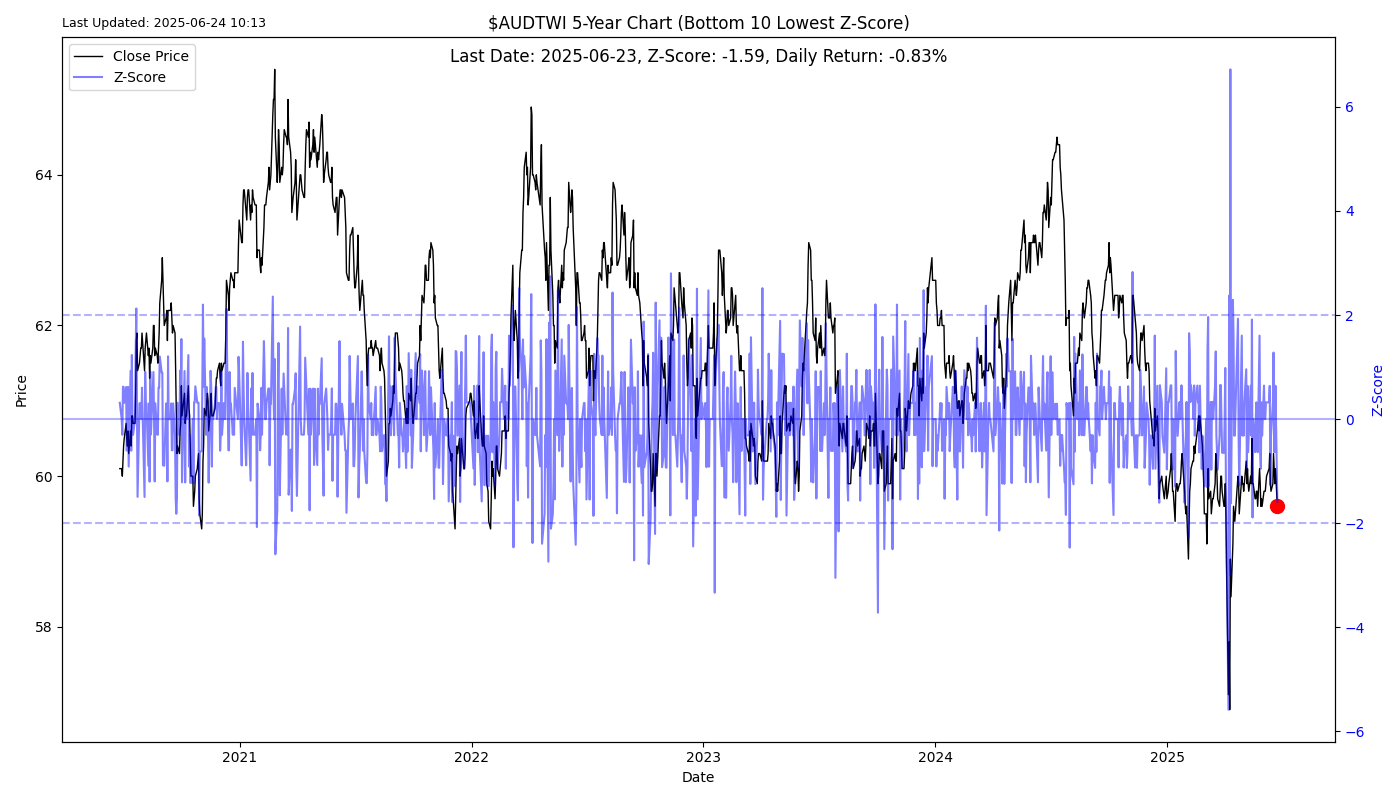 Last Updated: 2025-06-24 10:13
$AUDTWI 5-Year Chart (Bottom 10 Lowest Z-Score)
Last Date: 2025-06-23, Z-Score: -1.59, Daily Return: -0.83%
Close Price
Z-Score
64
62
60
58
Price
6
4
2
0
−2
−4
−6
Z-Score
2021
2022
2023
2024
2025
Date